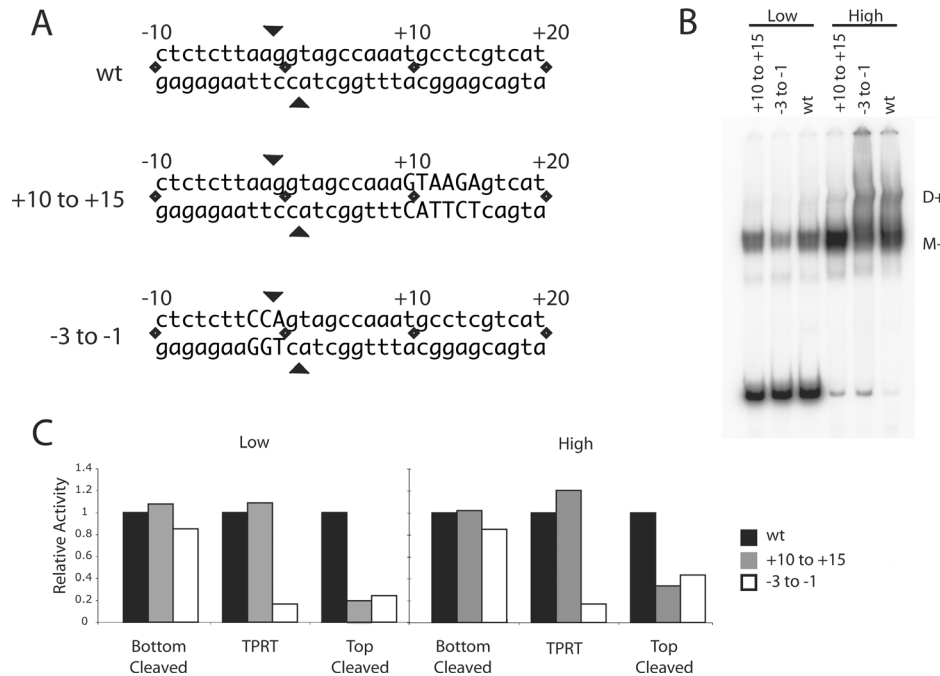 A
-10 +10 +20
wt
ctctcttaaggtagccaaatgcctcgtcat
gagagaattccatcggtttacggagcagta
-10 +10 +20
+10 to +15
ctctcttaaggtagccaaaGTAAGAgtcat
gagagaattccatcggtttCATTCTcagta
-10 +10 +20
-3 to -1
ctctcttCCAgtagccaaatgcctcgtcat
gagagaaGGTcatcggtttacggagcagta
B
Low High
+10 to +15
-3 to -1
wt
+10 to +15
-3 to -1
wt
D+
M-
C
Low High
Relative Activity
1.4
1.2
1
0.8
0.6
0.4
0.2
0
Bottom Cleaved
TPRT
Top Cleaved
Bottom Cleaved
TPRT
Top Cleaved
wt
+10 to +15
-3 to -1